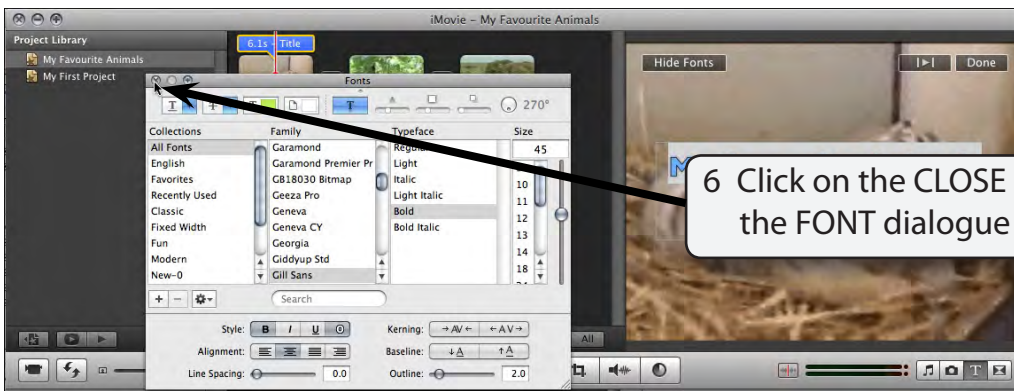 iMovie – My Favourite Animals
Project Library
My Favourite Animals
My First Project
6.1s - Title
Hide Fonts
Done
Fonts
T T T T
270°
Collections Family Typeface Size
All Fonts
English
Favorites
Recently Used
Classic
Fixed Width
Fun
Modern
New-0
Garamond
Garamond Premier Pr
GB18030 Bitmap
Geeza Pro
Geneva
Geneva CY
Georgia
Giddyup Std
Gill Sans
Regular
Light
Italic
Light Italic
Bold
Bold Italic
45
10
11
12
13
14
18
6 Click on the CLOSE
the FONT dialogue
Search
Style: B I U O
Kerning: → AV ← ← AV →
Alignment:
Baseline: ↓A ↑A
Line Spacing: 0.0
Outline: 2.0
All
T